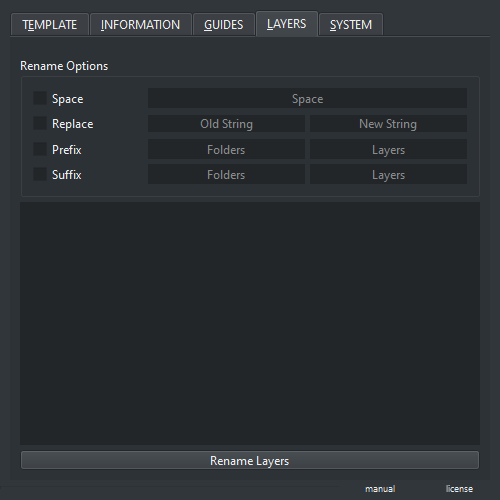 TEMPLATE INFORMATION GUIDES LAYERS SYSTEM
Rename Options
Space Space
Replace Old String New String
Prefix Folders Layers
Suffix Folders Layers
Rename Layers
manual license